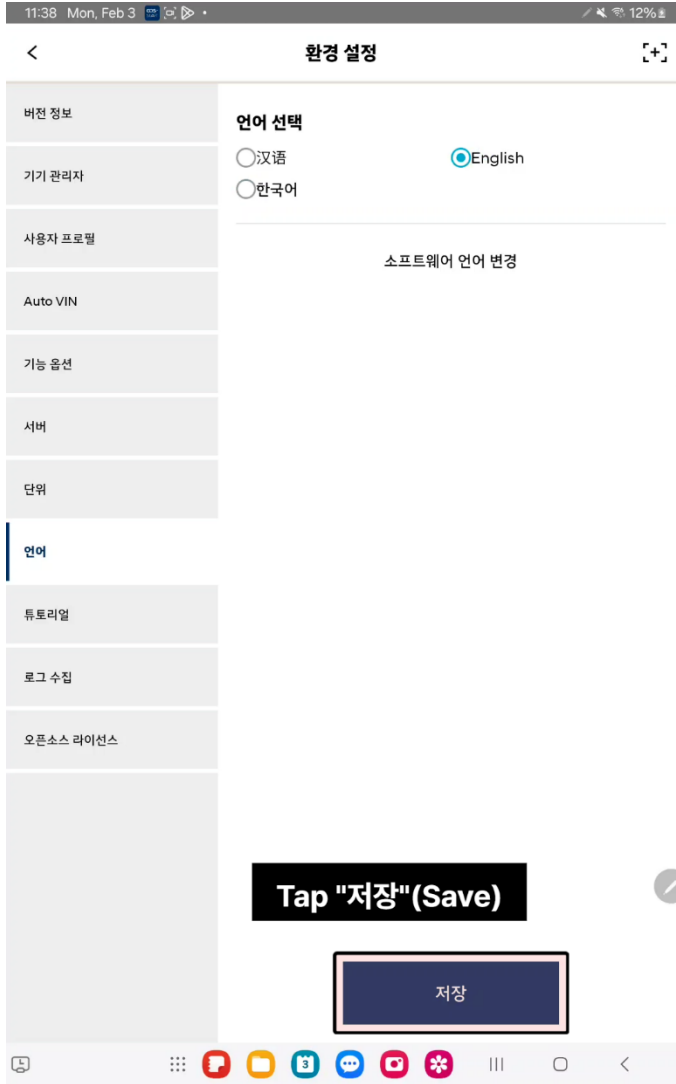 11:38 Mon, Feb 3 12%
환경 설정
버전 정보
기기 관리자
사용자 프로필
Auto VIN
기능 옵션
서버
단위
언어
튜토리얼
로그 수집
오픈소스 라이선스
언어 선택
汉语 English
한국어
소프트웨어 언어 변경
Tap "저장"(Save)
저장
3